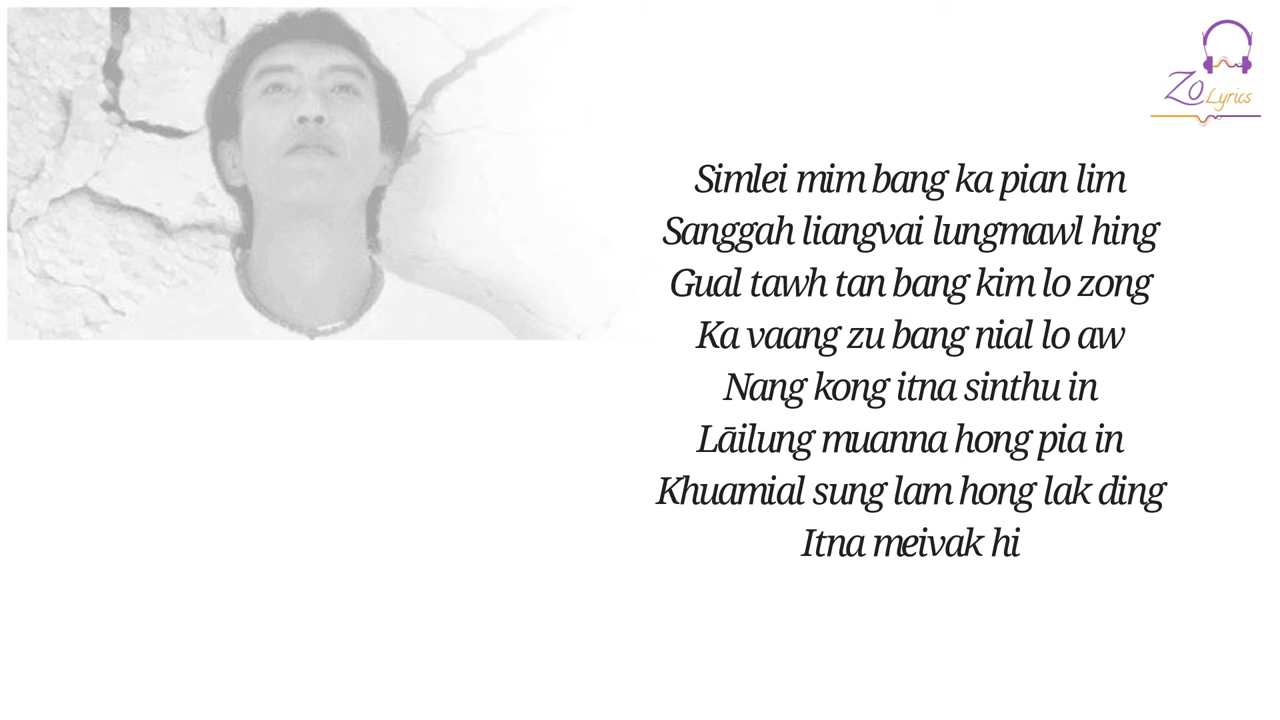 Zo Lyrics
Simlei mim bang ka pian lim
Sanggah liangvai lungmawl hing
Gual tawh tan bang kim lo zong
Ka vaang zu bang nial lo aw
Nang kong itna sinthu in
Lāilung muanna hong pia in
Khuamial sung lam hong lak ding
Itna meivak hi